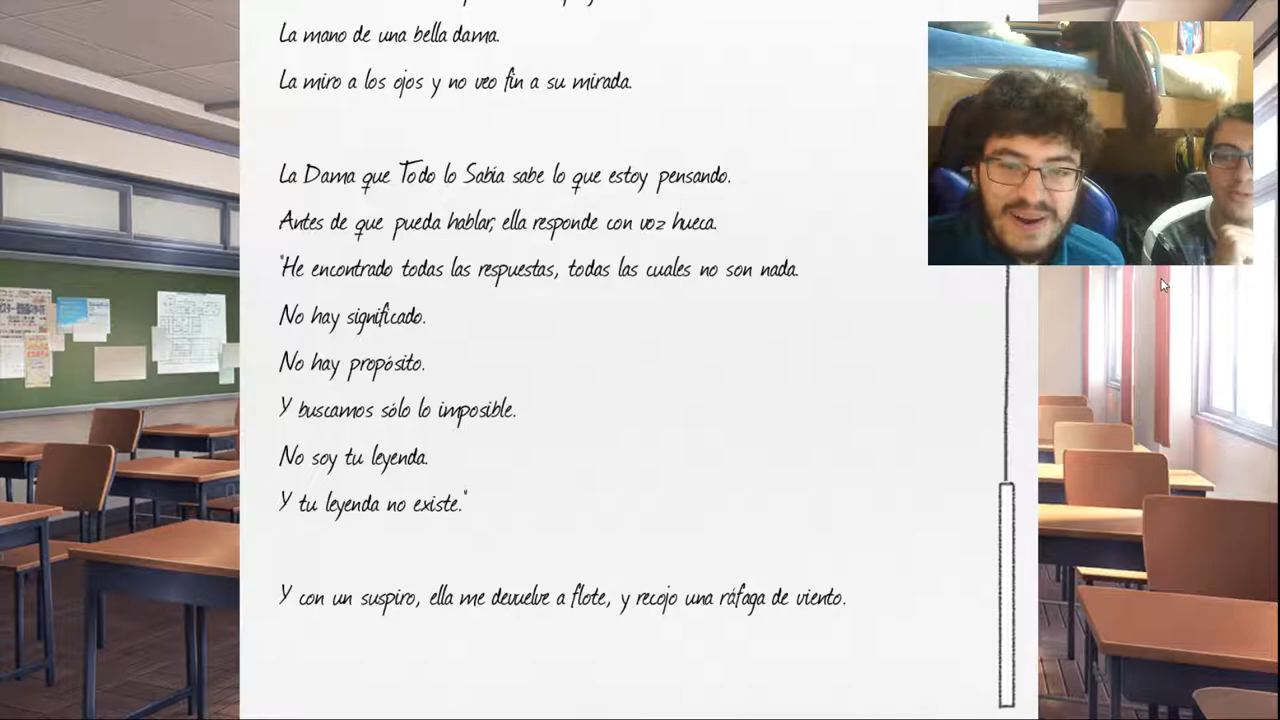 La mano de una bella dama.
La miro a los ojos y no veo fin a su mirada.
La Dama que Todo lo Sabía sabe lo que estoy pensando.
Antes de que pueda hablar, ella responde con voz hueca.
"He encontrado todas las respuestas, todas las cuales no son nada.
No hay significado.
No hay propósito.
Y buscamos sólo lo imposible.
No soy tu leyenda.
Y tu leyenda no existe."
Y con un suspiro, ella me devuelve a flote, y recojo una ráfaga de viento.